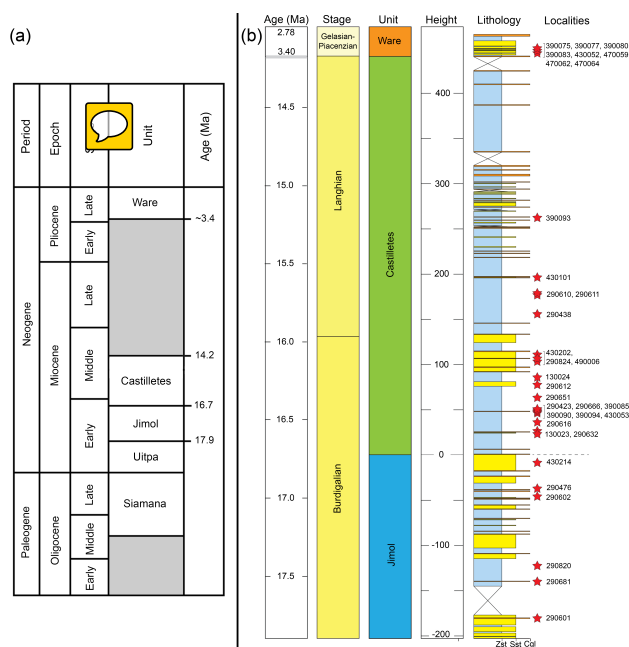 (a)
Period
Epoch
Unit
Age (Ma)
Neogene
Pliocene
Late
Early
Ware
~3.4
Miocene
Late
Middle
Early
14.2
Castilletes
16.7
Jimol
17.9
Uitpa
Paleogene
Oligocene
Late
Middle
Early
Siamana
(b)
Age (Ma) Stage Unit Height Lithology Localities
2.78
3.40
14.5
15.0
15.5
16.0
16.5
17.0
17.5
Gelasian-
Piacenzian
Langhian
Burdigalian
Ware
Castilletes
Jimol
400
300
200
100
0
-100
-200
Zst Sst Cgl
390075, 390077, 390080
390083, 430052, 470059
470062, 470064
390093
430101
290610, 290611
290438
430202,
290824, 490006
130024
290612
290651
290423, 290666, 390085
390090, 390094, 430053
290616
130023, 290632
430214
290476
290602
290820
290681
290601